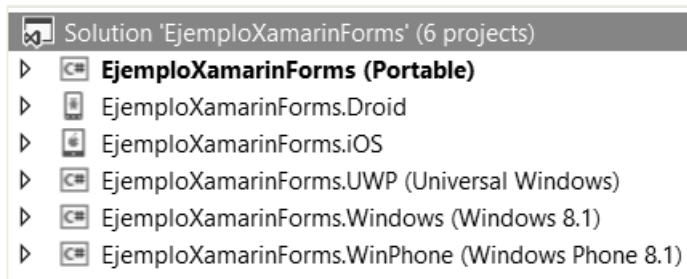 Solution 'EjemploXamarinForms' (6 projects)
C# EjemploXamarinForms (Portable)
EjemploXamarinForms.Droid
EjemploXamarinForms.iOS
C# EjemploXamarinForms.UWP (Universal Windows)
C# EjemploXamarinForms.Windows (Windows 8.1)
C# EjemploXamarinForms.WinPhone (Windows Phone 8.1)